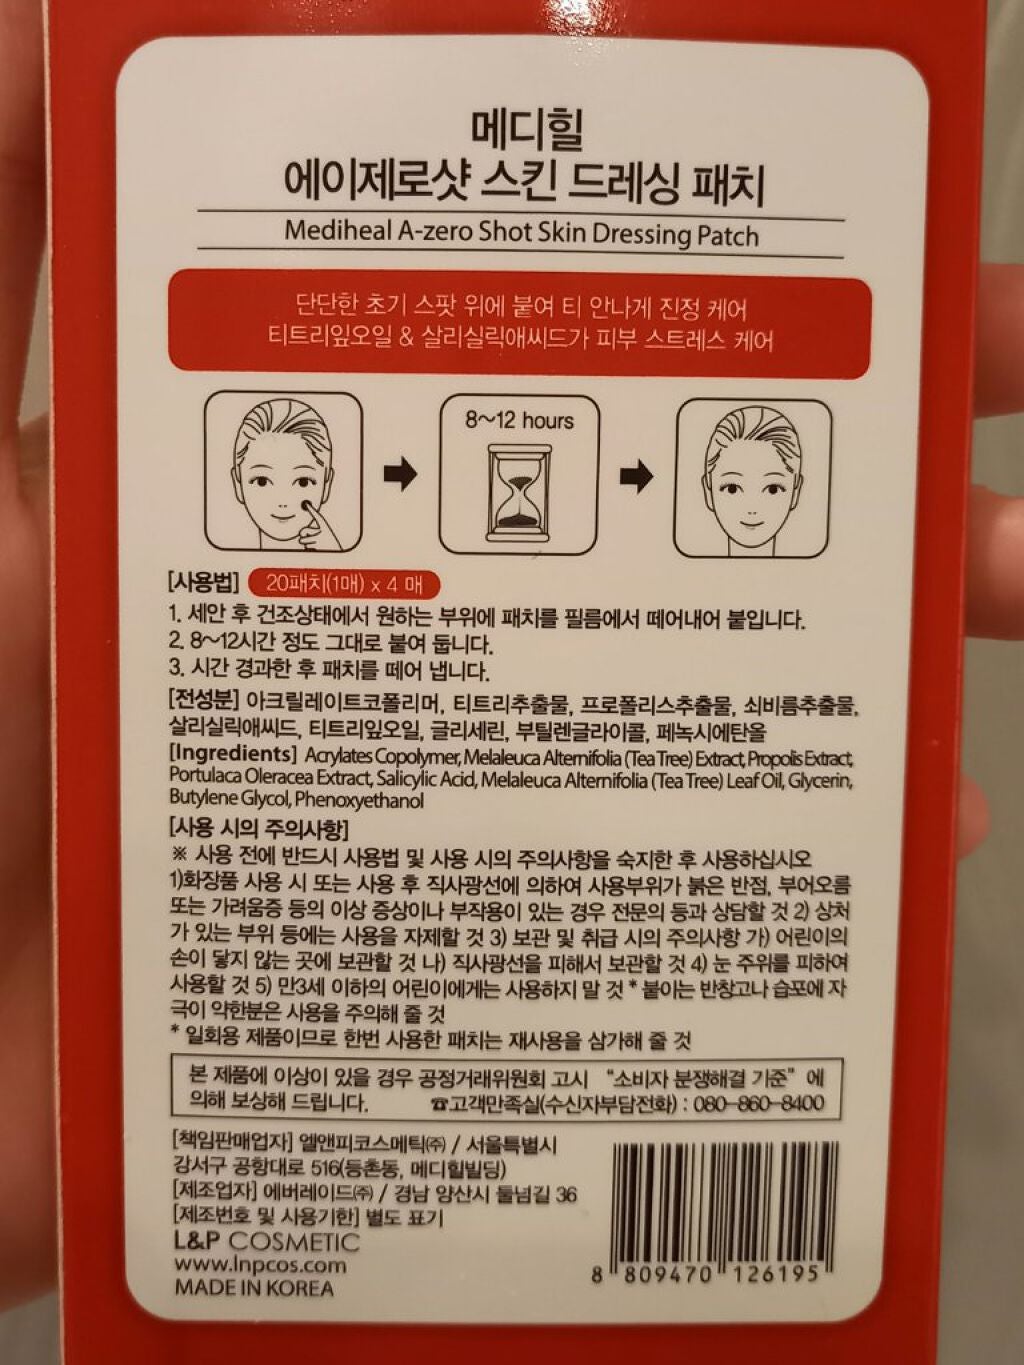 메디힐
에이제로샷 스킨 드레싱 패치
Mediheal A-zero Shot Skin Dressing Patch
단단한 초기 스팟 위에 붙여 티 안나게 진정 케어
티트리잎오일 & 살리실릭애씨드가 피부 스트레스 케어
8~12 hours
[사용법] 20패치(1매) x 4 매
1. 세안 후 건조상태에서 원하는 부위에 패치를 필름에서 떼어내어 붙입니다.
2. 8~12시간 정도 그대로 붙여 둡니다.
3. 시간 경과한 후 패치를 떼어 냅니다.
[전성분] 아크릴레이트코폴리머, 티트리추출물, 프로폴리스추출물, 쇠비름추출물,
살리실릭애씨드, 티트리잎오일, 글리세린, 부틸렌글라이콜, 페녹시에탄올
[Ingredients] Acrylates Copolymer, Melaleuca Alternifolia (Tea Tree) Extract, Propolis Extract,
Portulaca Oleracea Extract, Salicylic Acid, Melaleuca Alternifolia (Tea Tree) Leaf Oil, Glycerin,
Butylene Glycol, Phenoxyethanol
[사용 시의 주의사항]
※ 사용 전에 반드시 사용법 및 사용 시의 주의사항을 숙지한 후 사용하십시오
1)화장품 사용 시 또는 사용 후 직사광선에 의하여 사용부위가 붉은 반점, 부어오름
또는 가려움증 등의 이상 증상이나 부작용이 있는 경우 전문의 등과 상담할 것 2) 상처
가 있는 부위 등에는 사용을 자제할 것 3) 보관 및 취급 시의 주의사항 가) 어린이의
손이 닿지 않는 곳에 보관할 것 나) 직사광선을 피해서 보관할 것 4) 눈 주위를 피하여
사용할 것 5) 만3세 이하의 어린이에게는 사용하지 말 것 * 붙이는 반창고나 습포에 자
극이 약한분은 사용을 주의해 줄 것
* 일회용 제품이므로 한번 사용한 패치는 재사용을 삼가해 줄 것
본 제품에 이상이 있을 경우 공정거래위원회 고시 “소비자 분쟁해결 기준” 에
의해 보상해 드립니다. ☎고객만족실(수신자부담전화) : 080-860-8400
[책임판매업자] 엘앤피코스메틱㈜ / 서울특별시
강서구 공항대로 516(등촌동, 메디힐빌딩)
[제조업자] 에버레이드㈜ / 경남 양산시 둘넘길 36
[제조번호 및 사용기한] 별도 표기
L&P COSMETIC
www.lnpcos.com
MADE IN KOREA
8 809470 126195